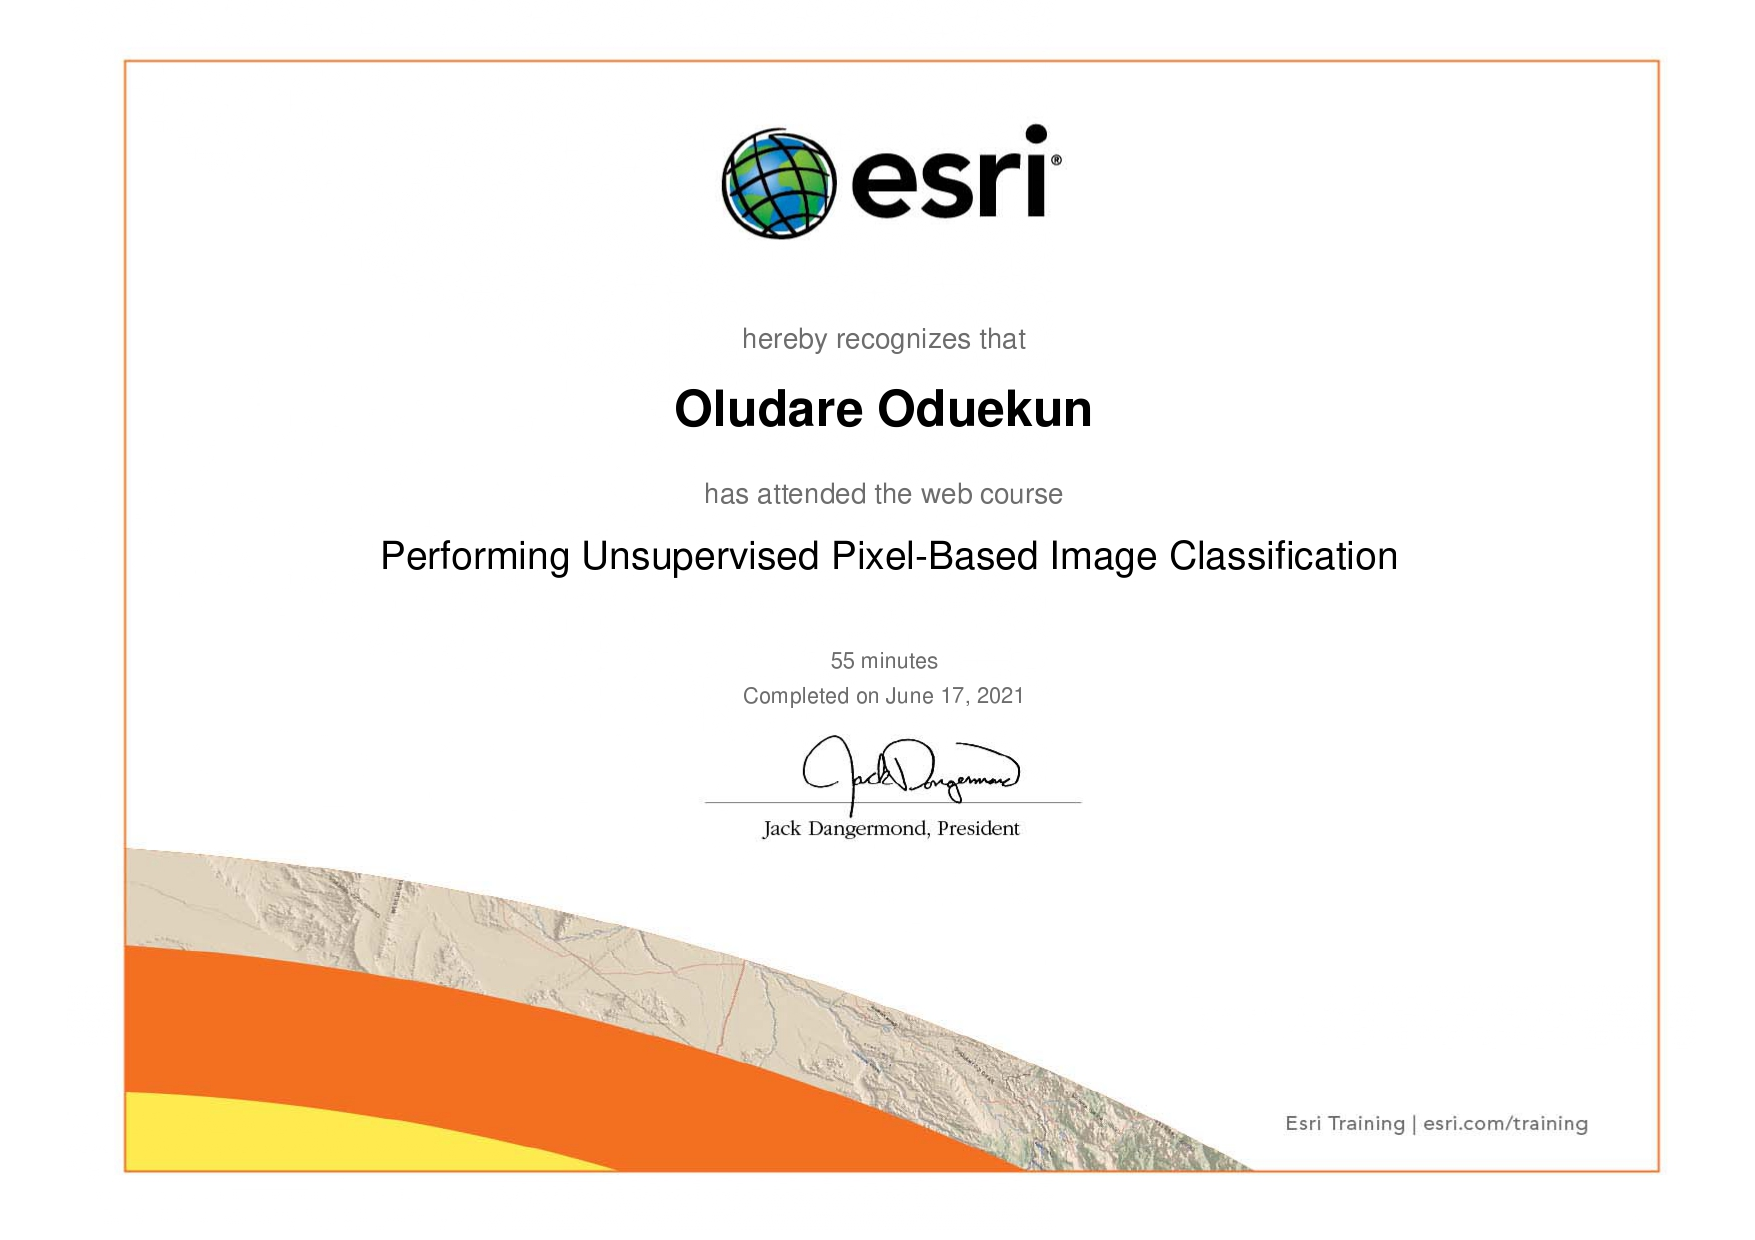 esri®
hereby recognizes that
Oludare Oduekun
has attended the web course
Performing Unsupervised Pixel-Based Image Classification
55 minutes
Completed on June 17, 2021
Jack Dangermond
Jack Dangermond, President
Esri Training | esri.com/training